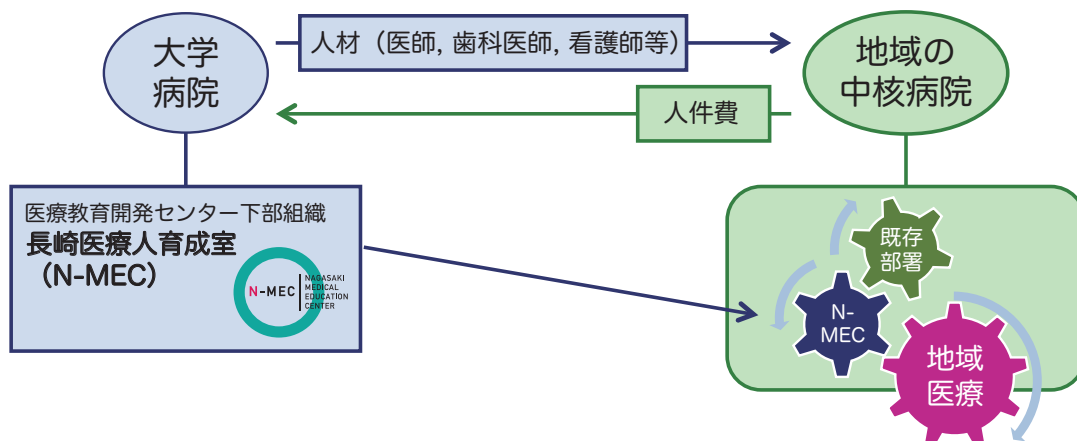 大学
病院
人材（医師, 歯科医師, 看護師等）
地域の
中核病院
人件費
医療教育開発センター下部組織
長崎医療人育成室
（N-MEC）
N-MEC
NAGASAKI
MEDICAL
EDUCATION
CENTER
既存
部署
N-
MEC
地域
医療